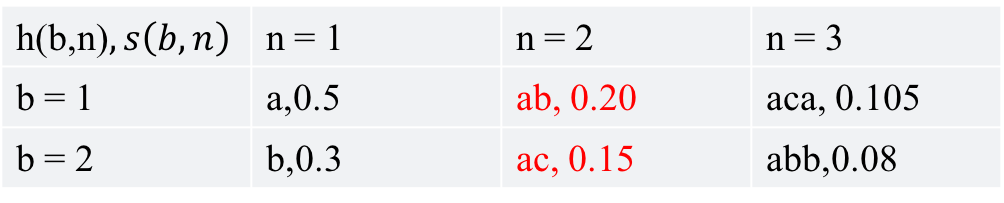 h(b,n), s(b,n) n = 1 n = 2 n = 3
b = 1 a,0.5 ab, 0.20 aca, 0.105
b = 2 b,0.3 ac, 0.15 abb,0.08